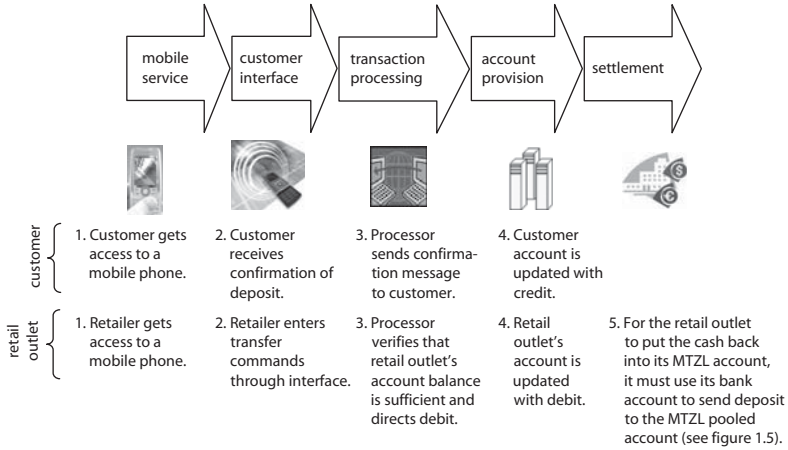 mobile
service
customer
interface
transaction
processing
account
provision
settlement
$
€
customer
1. Customer gets
access to a
mobile phone.
2. Customer
receives
confirmation of
deposit.
3. Processor
sends confirma-
tion message
to customer.
4. Customer
account is
updated with
credit.
retail
outlet
1. Retailer gets
access to a
mobile phone.
2. Retailer enters
transfer
commands
through interface.
3. Processor
verifies that
retail outlet's
account balance
is sufficient and
directs debit.
4. Retail
outlet's
account is
updated
with debit.
5. For the retail outlet
to put the cash back
into its MTZL account,
it must use its bank
account to send deposit
to the MTZL pooled
account (see figure 1.5).